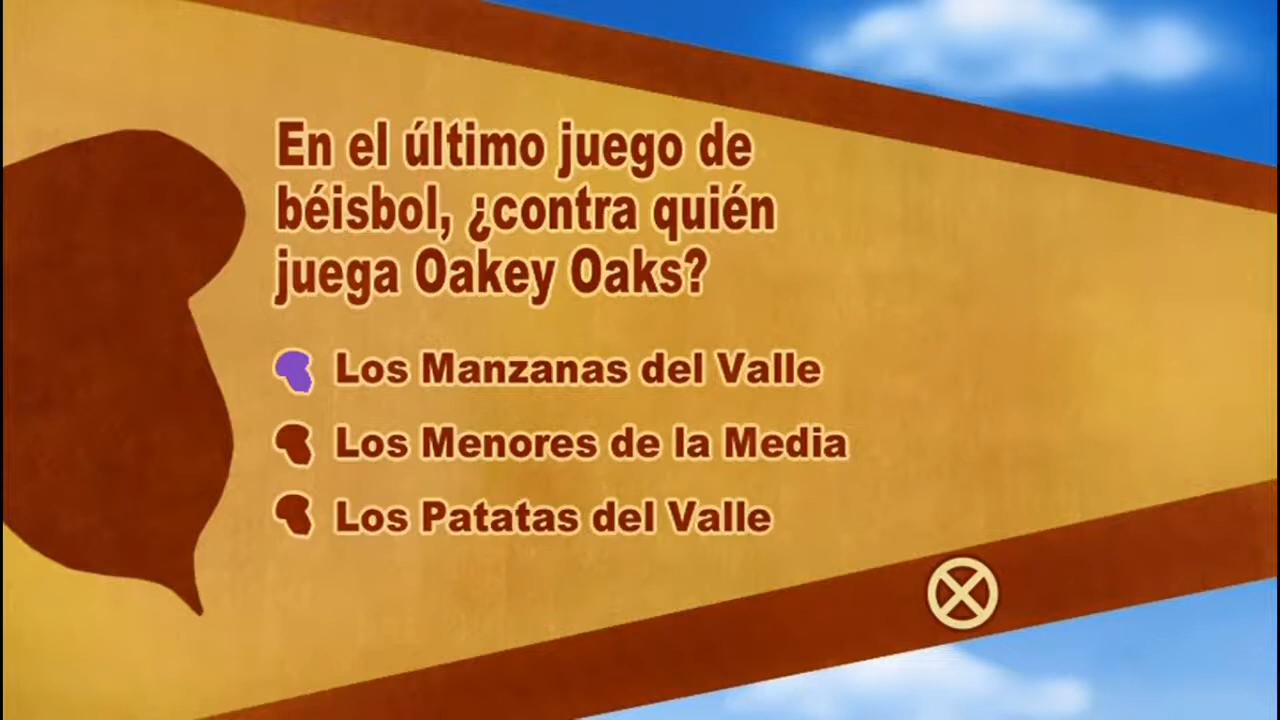 En el último juego de
béisbol, ¿contra quién
juega Oakey Oaks?
Los Manzanas del Valle
Los Menores de la Media
Los Patatas del Valle